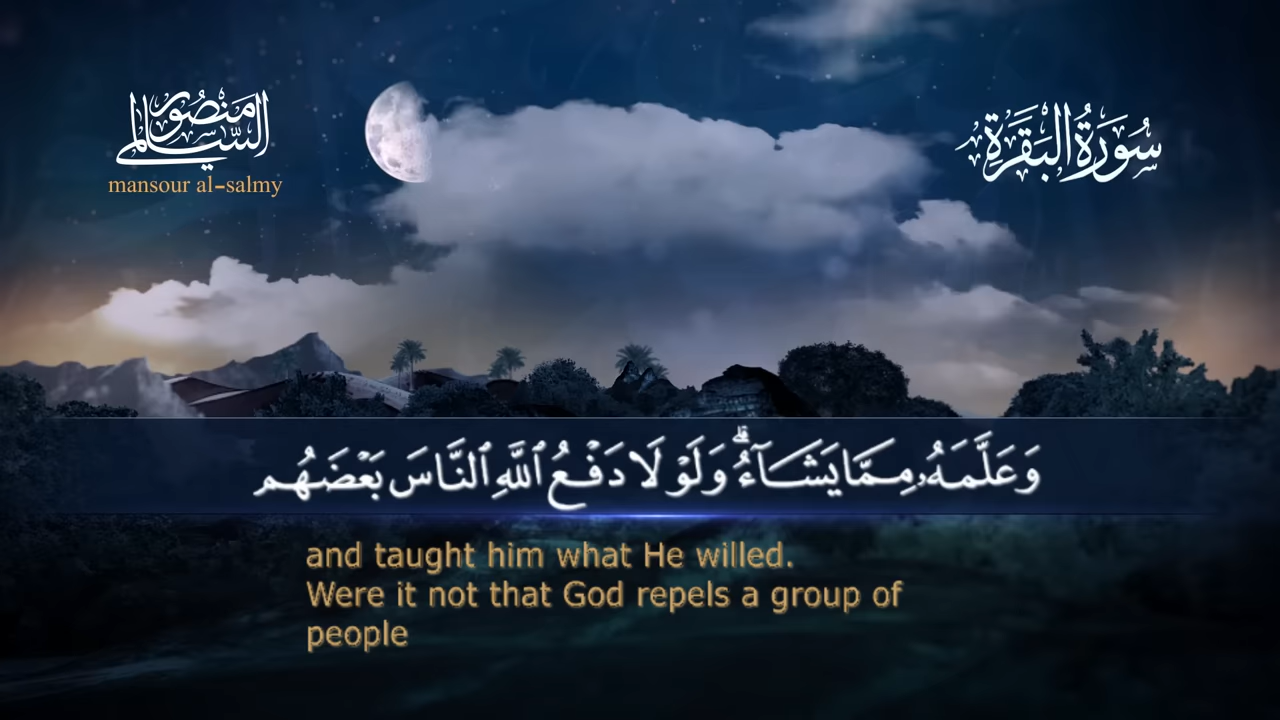 منصور السالمي
mansour al-salmy
سُورَةُ البَقَرَةِ
وَعَلَّمَهُۥ مِمَّا يَشَآءُۗ وَلَوْلَا دَفْعُ ٱللَّهِ ٱلنَّاسَ بَعْضَهُم
and taught him what He willed.
Were it not that God repels a group of
people